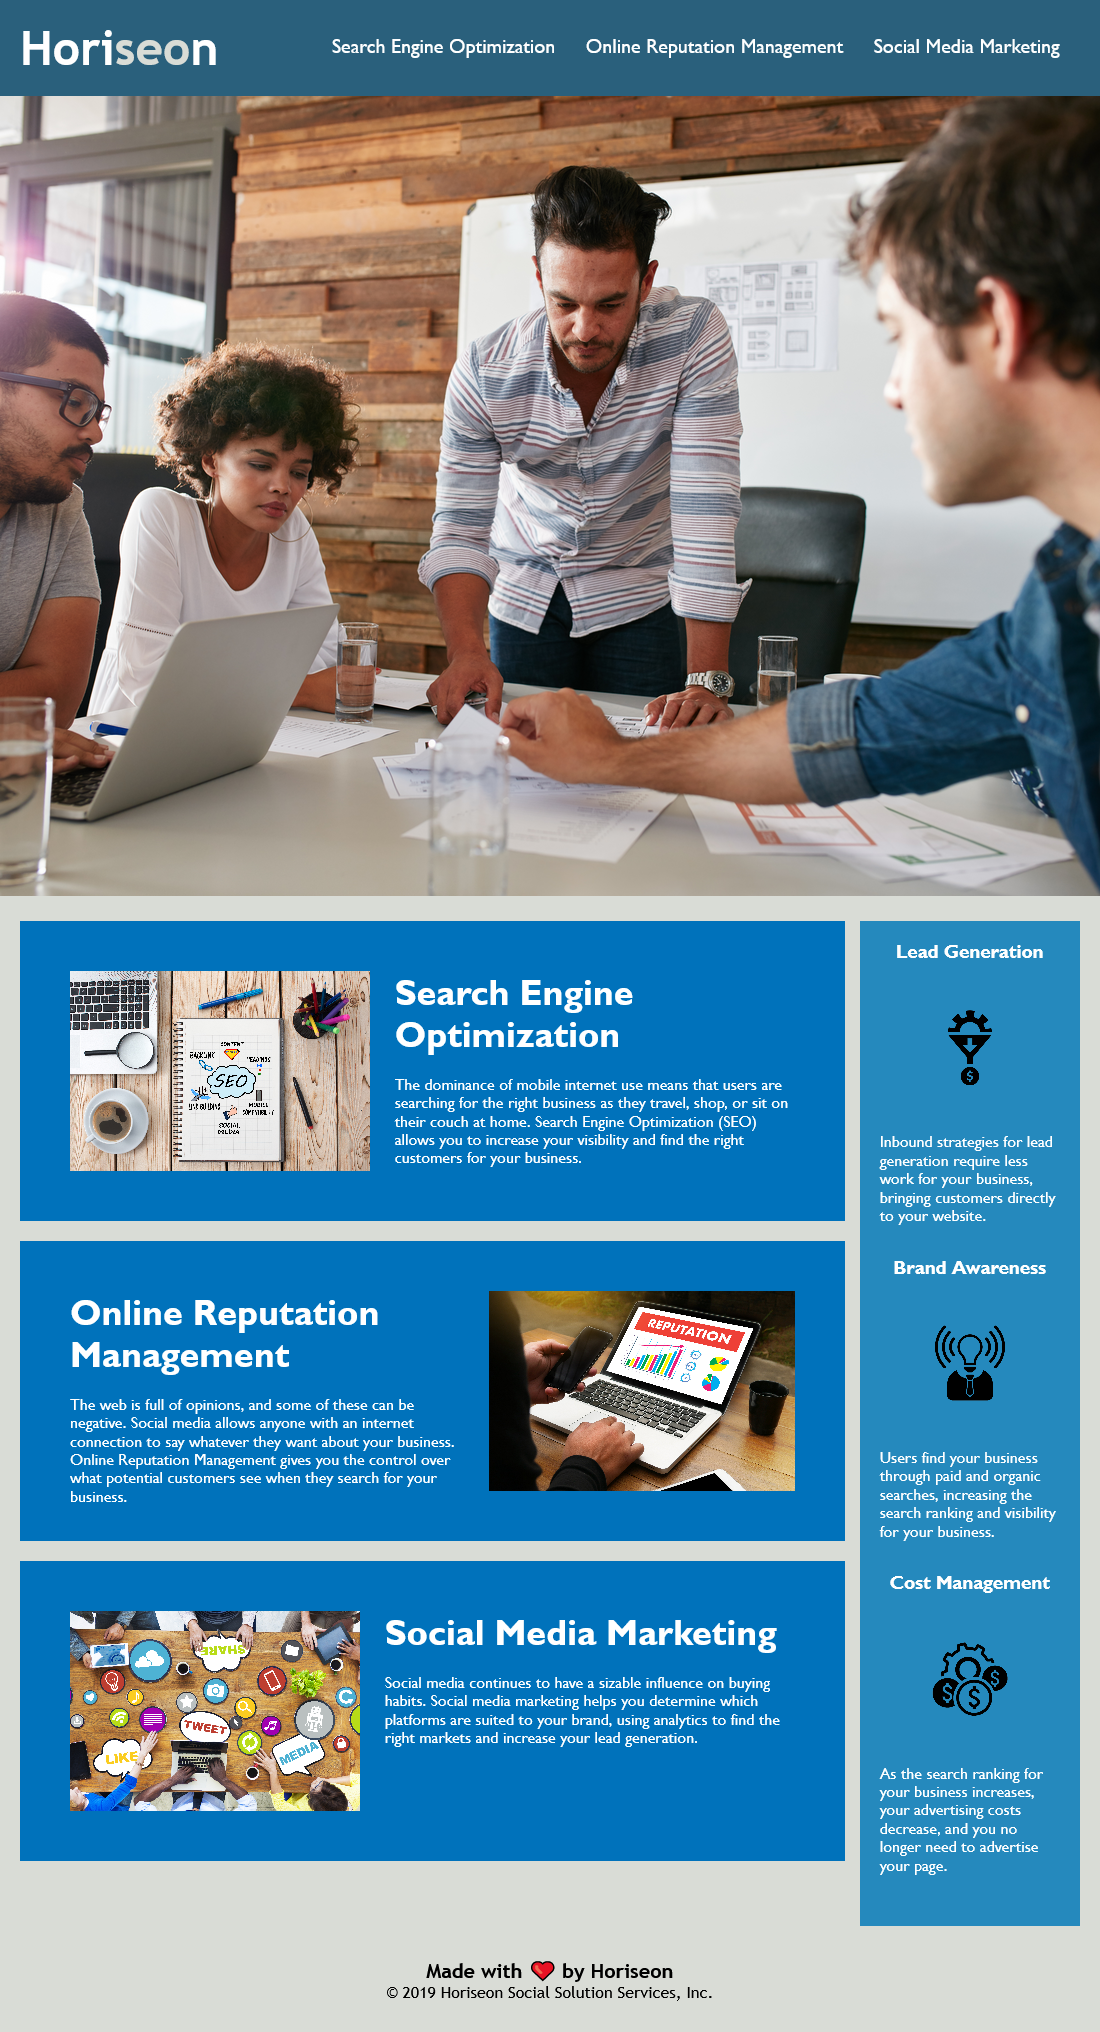 Horiseon
Search Engine Optimization
Online Reputation Management
Social Media Marketing
CONTENT
BACKLINK
KEYWORDS
SEO
LINK BUILDING
MOBILE
COMPATIBILITY
SOCIAL
MEDIA
Search Engine
Optimization
The dominance of mobile internet use means that users are
searching for the right business as they travel, shop, or sit on
their couch at home. Search Engine Optimization (SEO)
allows you to increase your visibility and find the right
customers for your business.
Online Reputation
Management
The web is full of opinions, and some of these can be
negative. Social media allows anyone with an internet
connection to say whatever they want about your business.
Online Reputation Management gives you the control over
what potential customers see when they search for your
business.
REPUTATION
SHARE
TWEET
LIKE
MEDIA
Social Media Marketing
Social media continues to have a sizable influence on buying
habits. Social media marketing helps you determine which
platforms are suited to your brand, using analytics to find the
right markets and increase your lead generation.
Lead Generation
$
Inbound strategies for lead
generation require less
work for your business,
bringing customers directly
to your website.
Brand Awareness
Users find your business
through paid and organic
searches, increasing the
search ranking and visibility
for your business.
Cost Management
$ $ $
As the search ranking for
your business increases,
your advertising costs
decrease, and you no
longer need to advertise
your page.
Made with ❤️ by Horiseon
© 2019 Horiseon Social Solution Services, Inc.